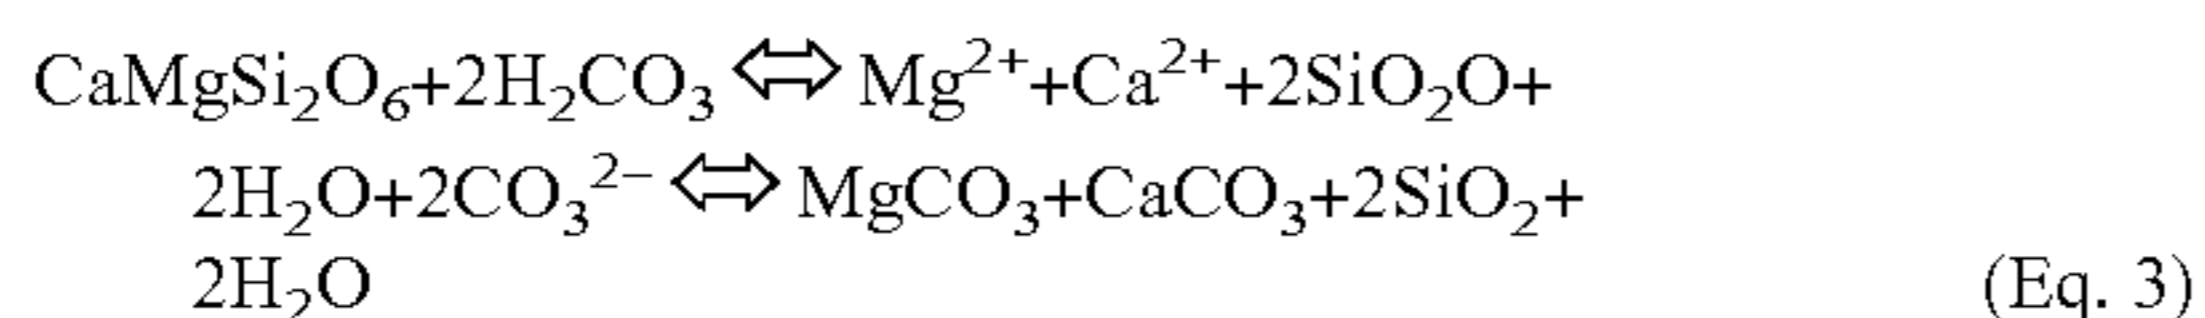 CaMgSi₂O₆+2H₂CO₃ ⇔ Mg²⁺+Ca²⁺+2SiO₂O+
2H₂O+2CO₃²⁻ ⇔ MgCO₃+CaCO₃+2SiO₂+
2H₂O (Eq. 3)